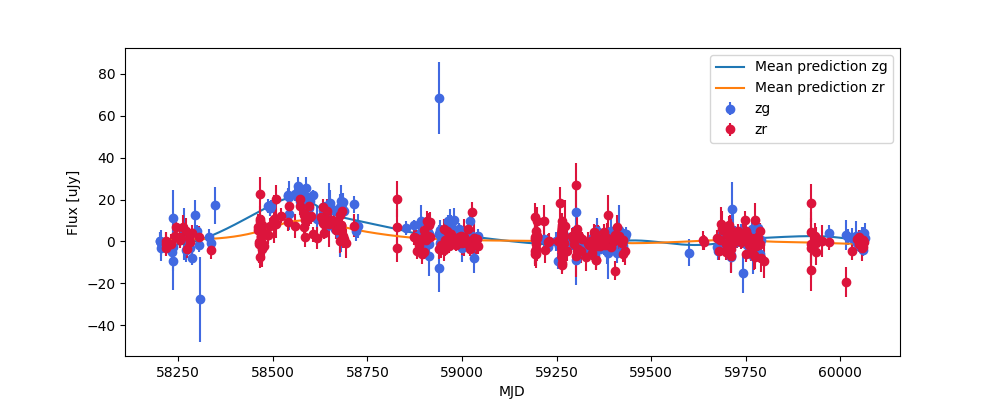 Mean prediction zg
Mean prediction zr
zg
zr
Flux [uJy]
80
60
40
20
0
−20
−40
58250
58500
58750
59000
59250
59500
59750
60000
MJD